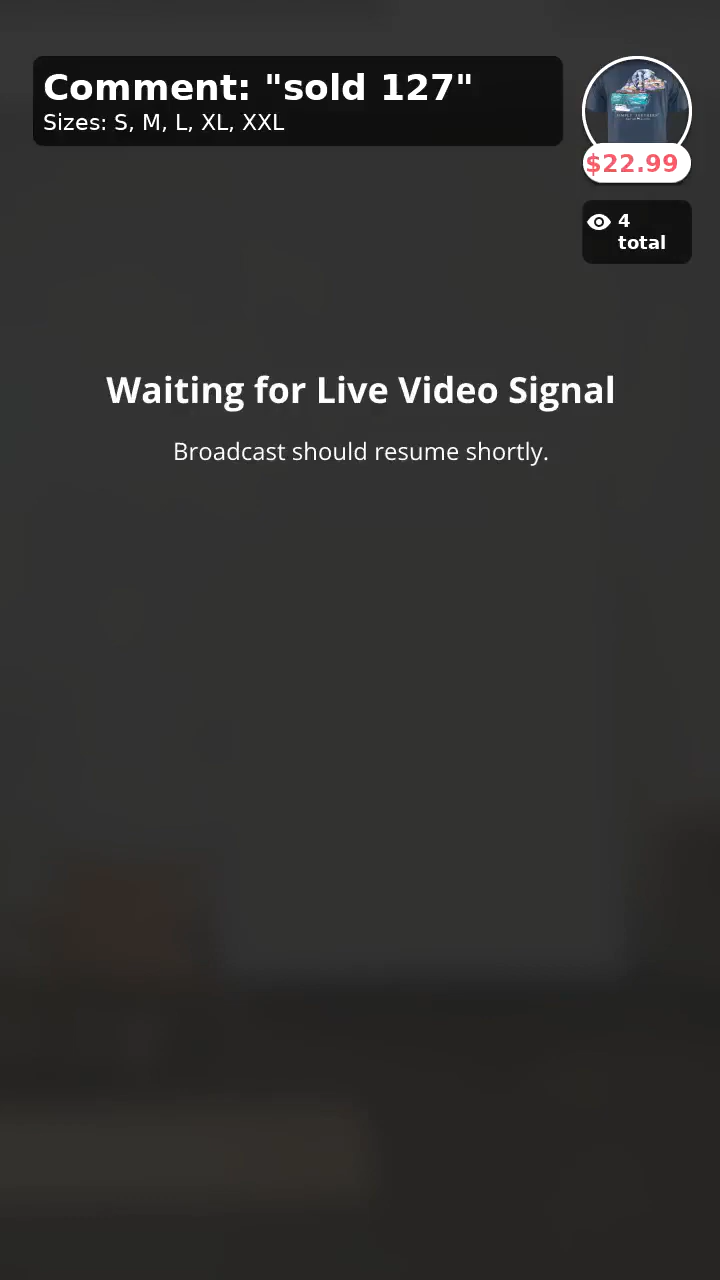 Comment: "sold 127"
Sizes: S, M, L, XL, XXL
$22.99
4
total
Waiting for Live Video Signal
Broadcast should resume shortly.